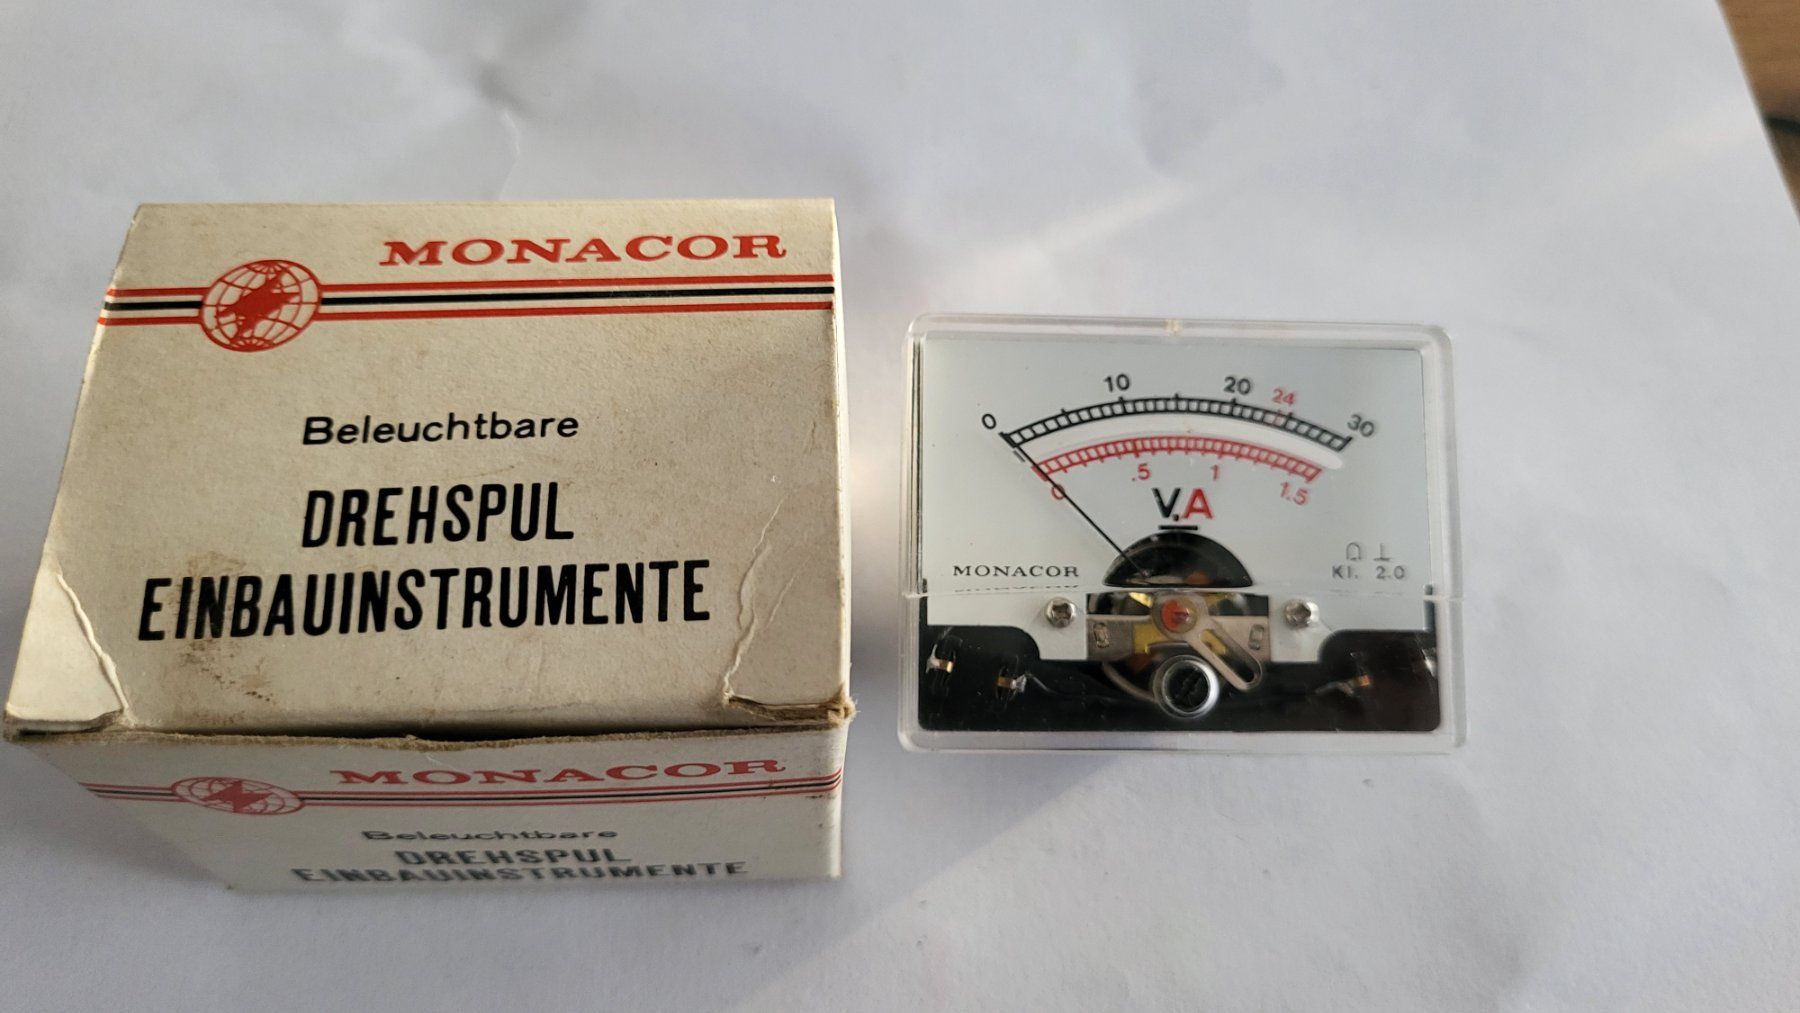 MONACOR
Beleuchtbare
DREHSPUL
EINBAUINSTRUMENTE
MONACOR
Beleuchtbare
DREHSPUL
EINBAUINSTRUMENTE
0 10 20 24 30
0 .5 1 1.5
V,A
MONACOR
Kl. 2.0